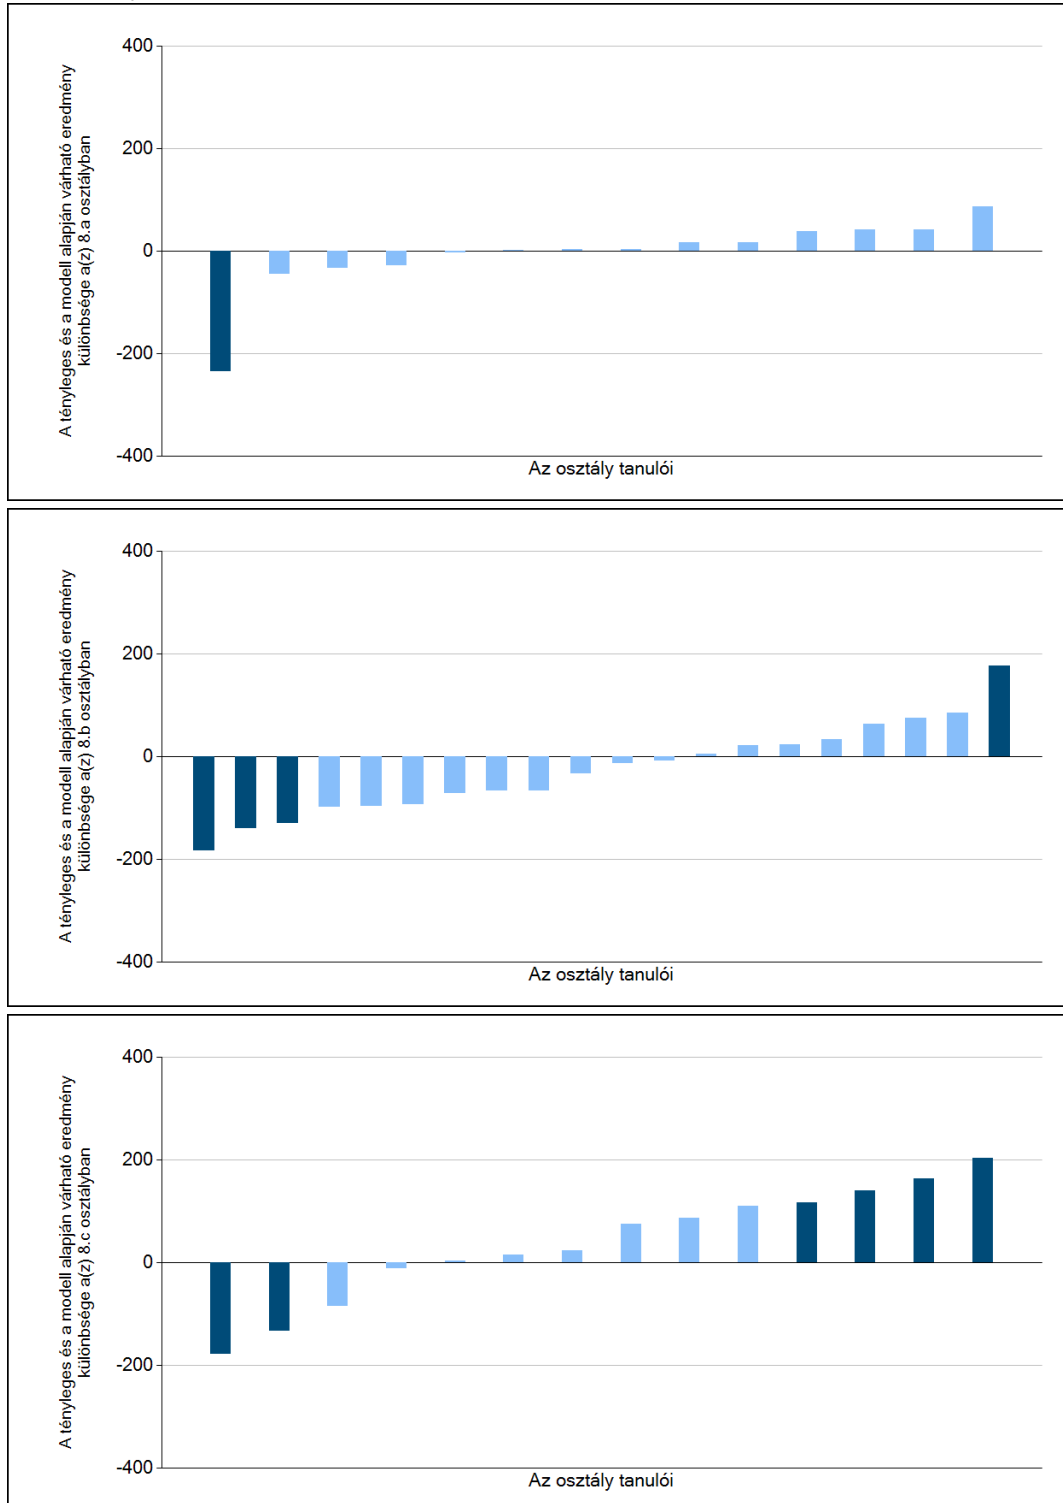 A tényleges és a modell alapján várható eredmény
különbsége a(z) 8.a osztályban
400
200
0
-200
-400
Az osztály tanulói
A tényleges és a modell alapján várható eredmény
különbsége a(z) 8.b osztályban
400
200
0
-200
-400
Az osztály tanulói
A tényleges és a modell alapján várható eredmény
különbsége a(z) 8.c osztályban
400
200
0
-200
-400
Az osztály tanulói